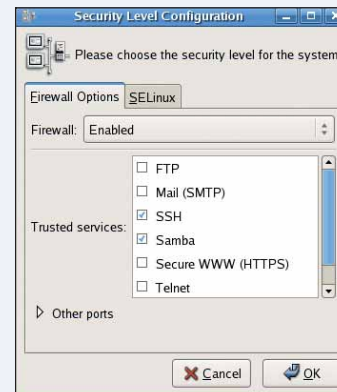 Security Level Configuration
Please choose the security level for the system
Firewall Options
SELinux
Firewall: Enabled
Trusted services:
FTP
Mail (SMTP)
SSH
Samba
Secure WWW (HTTPS)
Telnet
Other ports
Cancel
OK